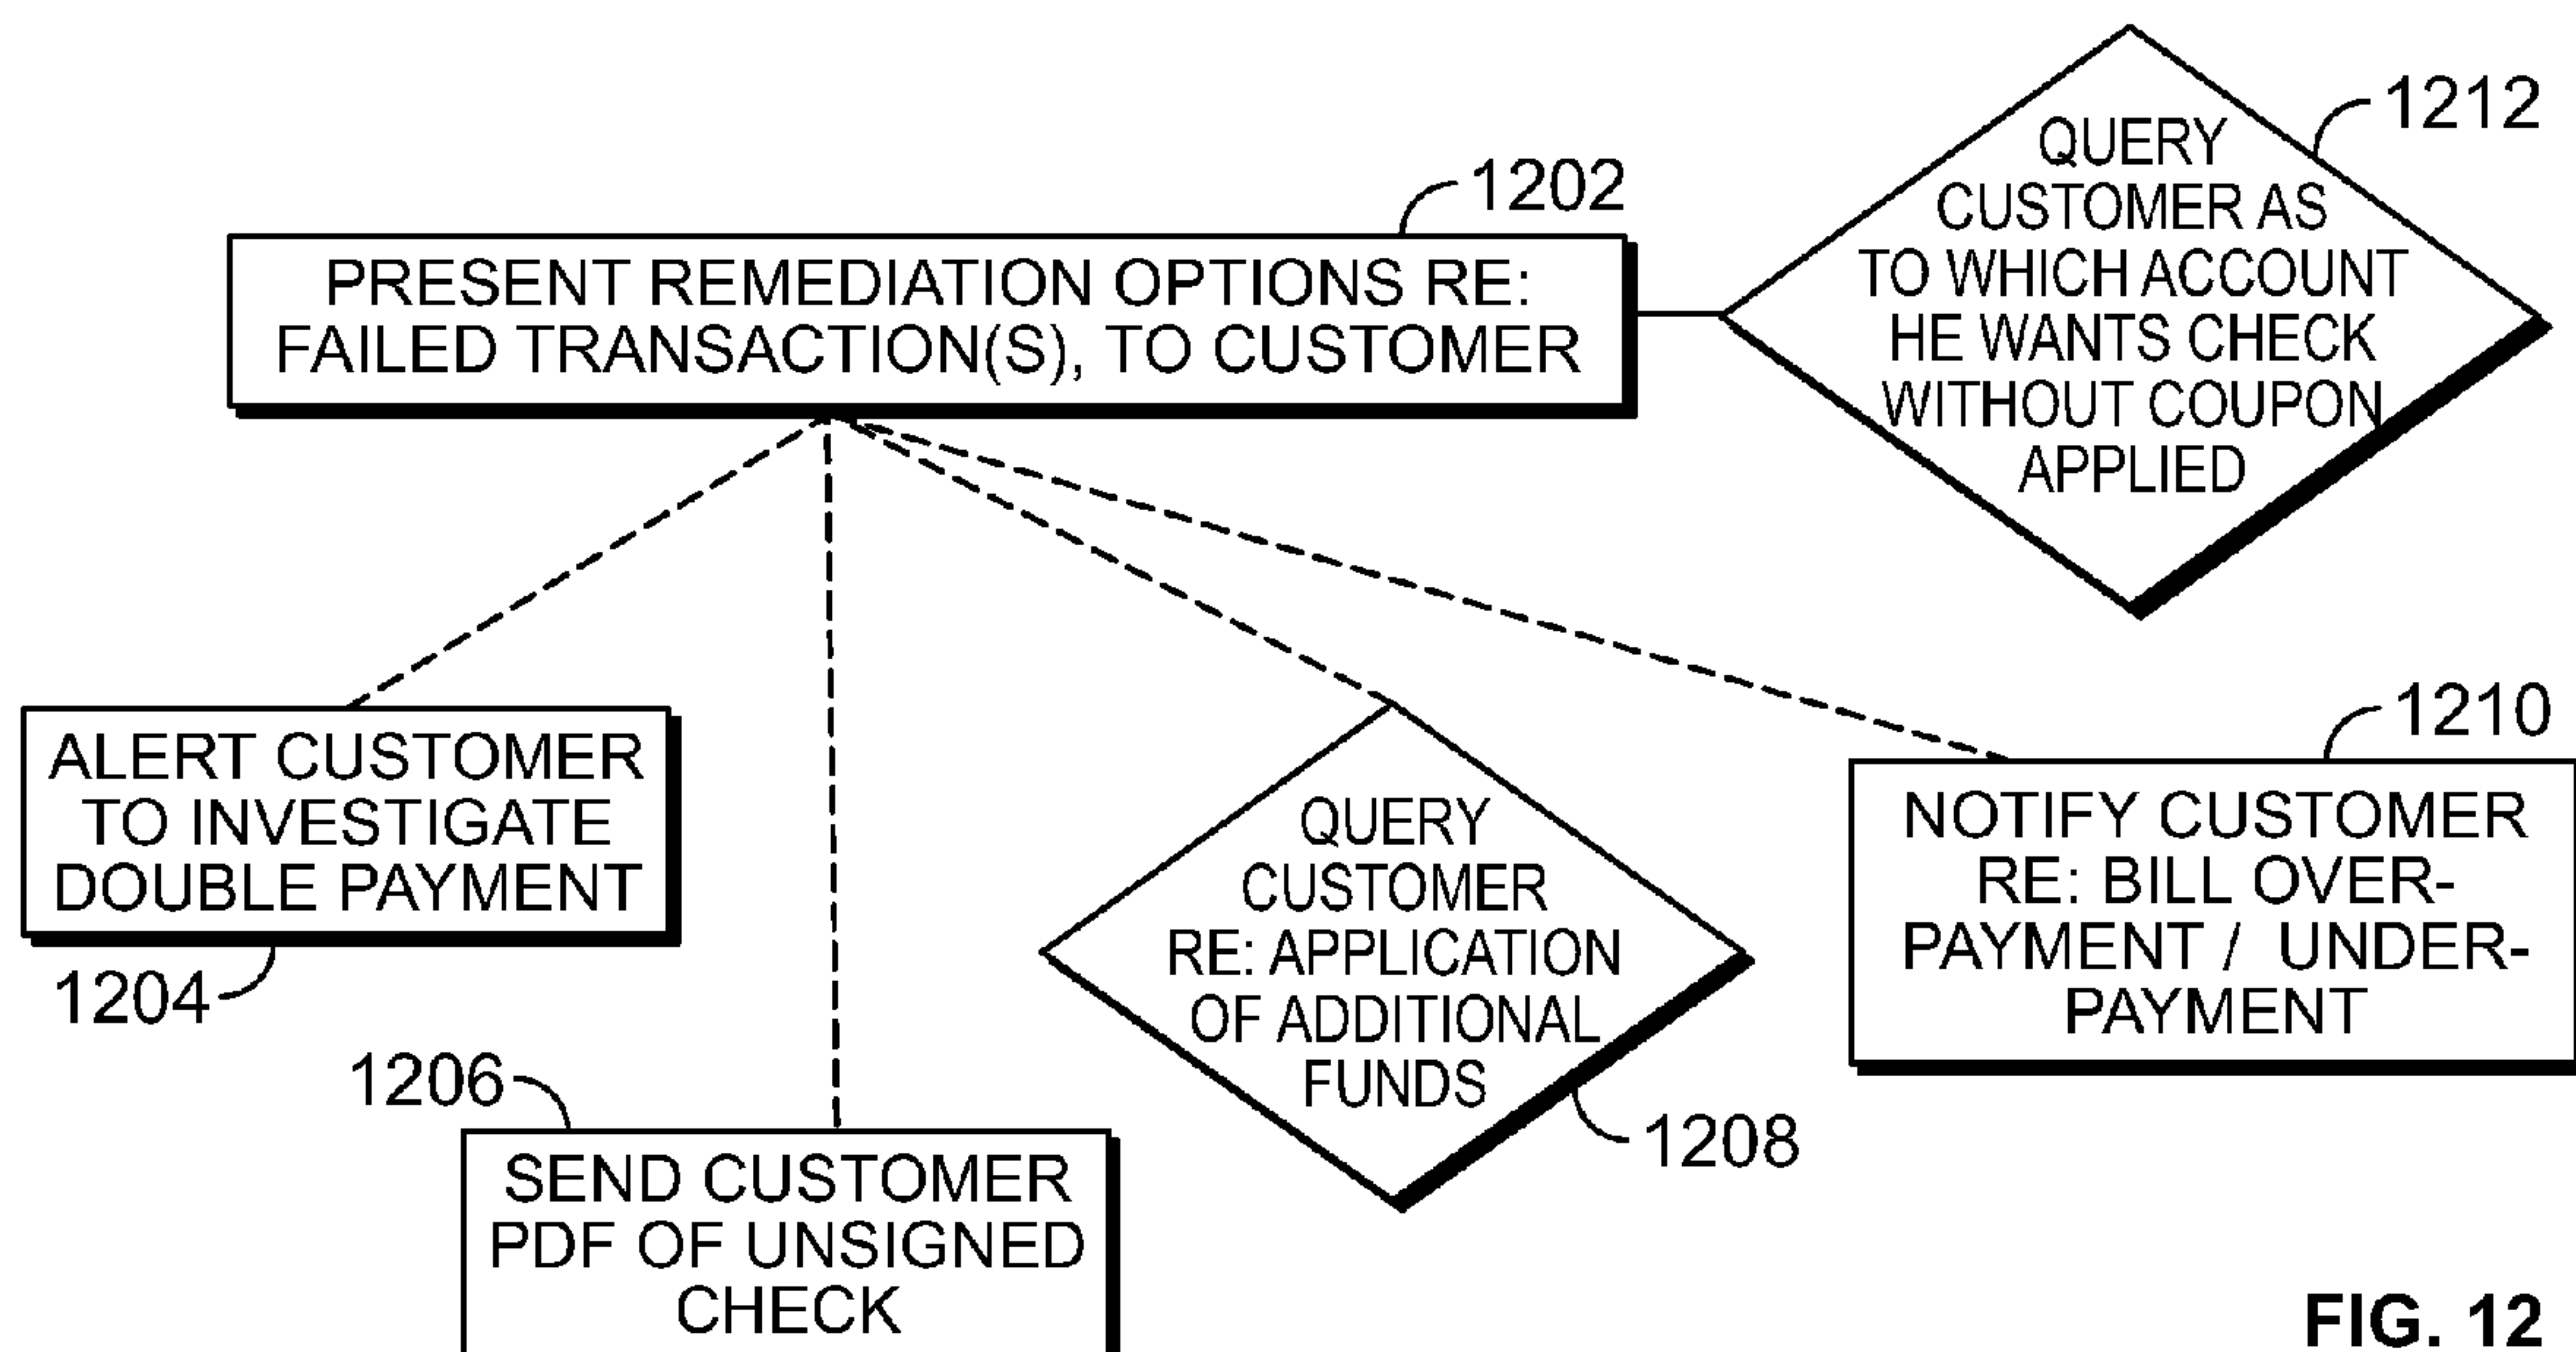 1212
QUERY
CUSTOMER AS
TO WHICH ACCOUNT
HE WANTS CHECK
WITHOUT COUPON
APPLIED
1202
PRESENT REMEDIATION OPTIONS RE:
FAILED TRANSACTION(S), TO CUSTOMER
ALERT CUSTOMER
TO INVESTIGATE
DOUBLE PAYMENT
1204
1206
SEND CUSTOMER
PDF OF UNSIGNED
CHECK
QUERY
CUSTOMER
RE: APPLICATION
OF ADDITIONAL
FUNDS
1208
1210
NOTIFY CUSTOMER
RE: BILL OVER-
PAYMENT / UNDER-
PAYMENT
FIG. 12